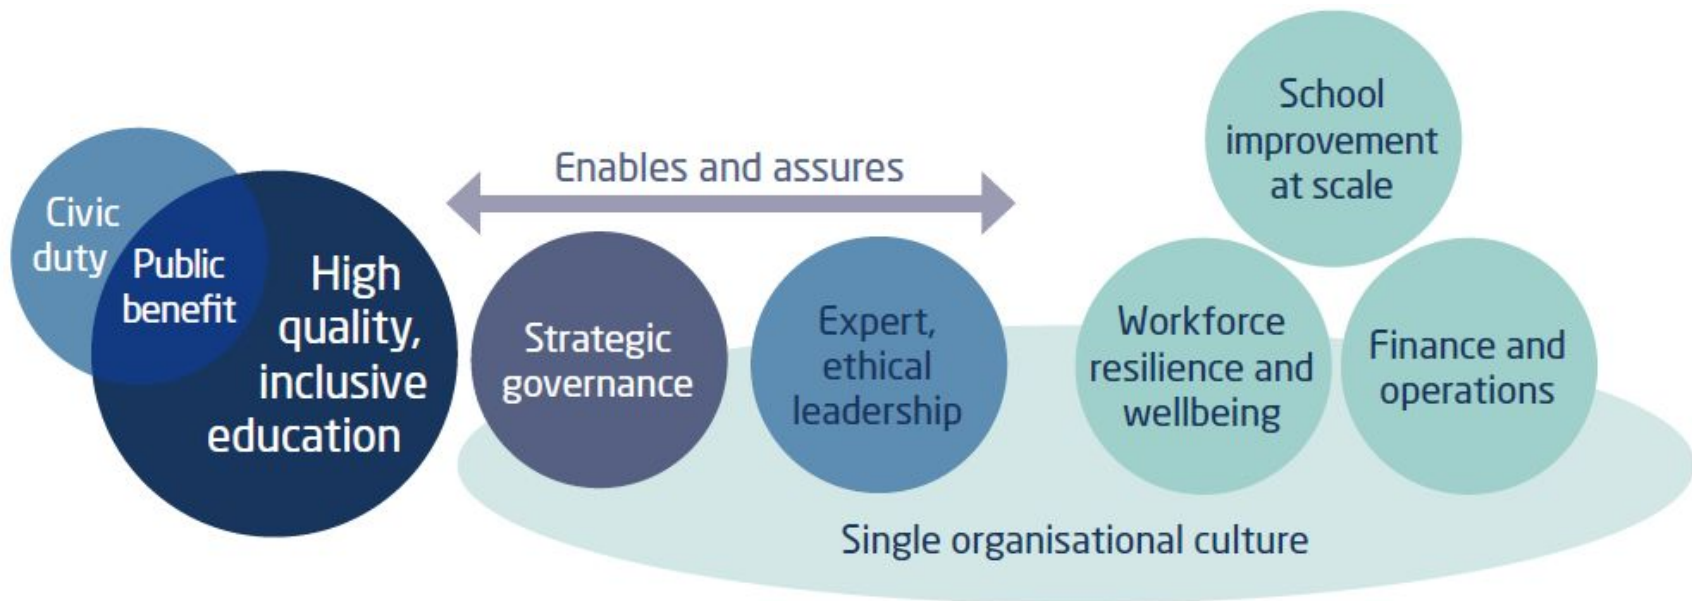 Civic
duty
Public
benefit
High
quality,
inclusive
education
Enables and assures
Strategic
governance
Expert,
ethical
leadership
School
improvement
at scale
Workforce
resilience and
wellbeing
Finance and
operations
Single organisational culture